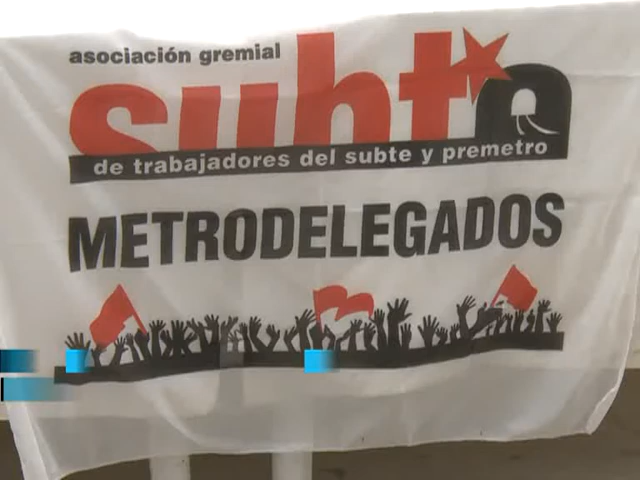 asociación gremial
subte
de trabajadores del subte y premetro
METRODELEGADOS